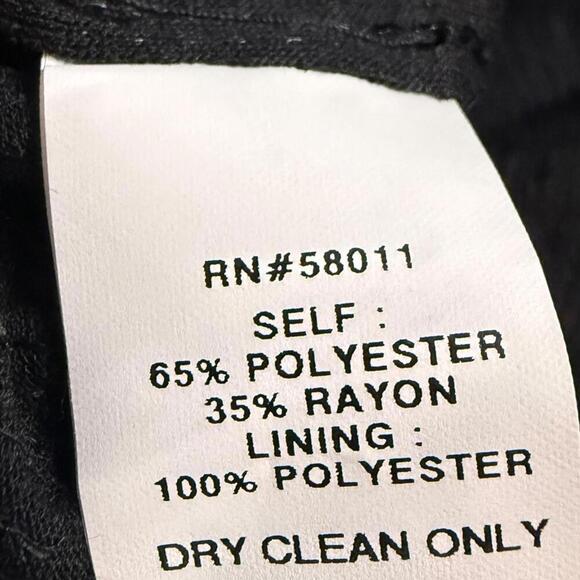 RN#58011
SELF :
65% POLYESTER
35% RAYON
LINING :
100% POLYESTER
DRY CLEAN ONLY